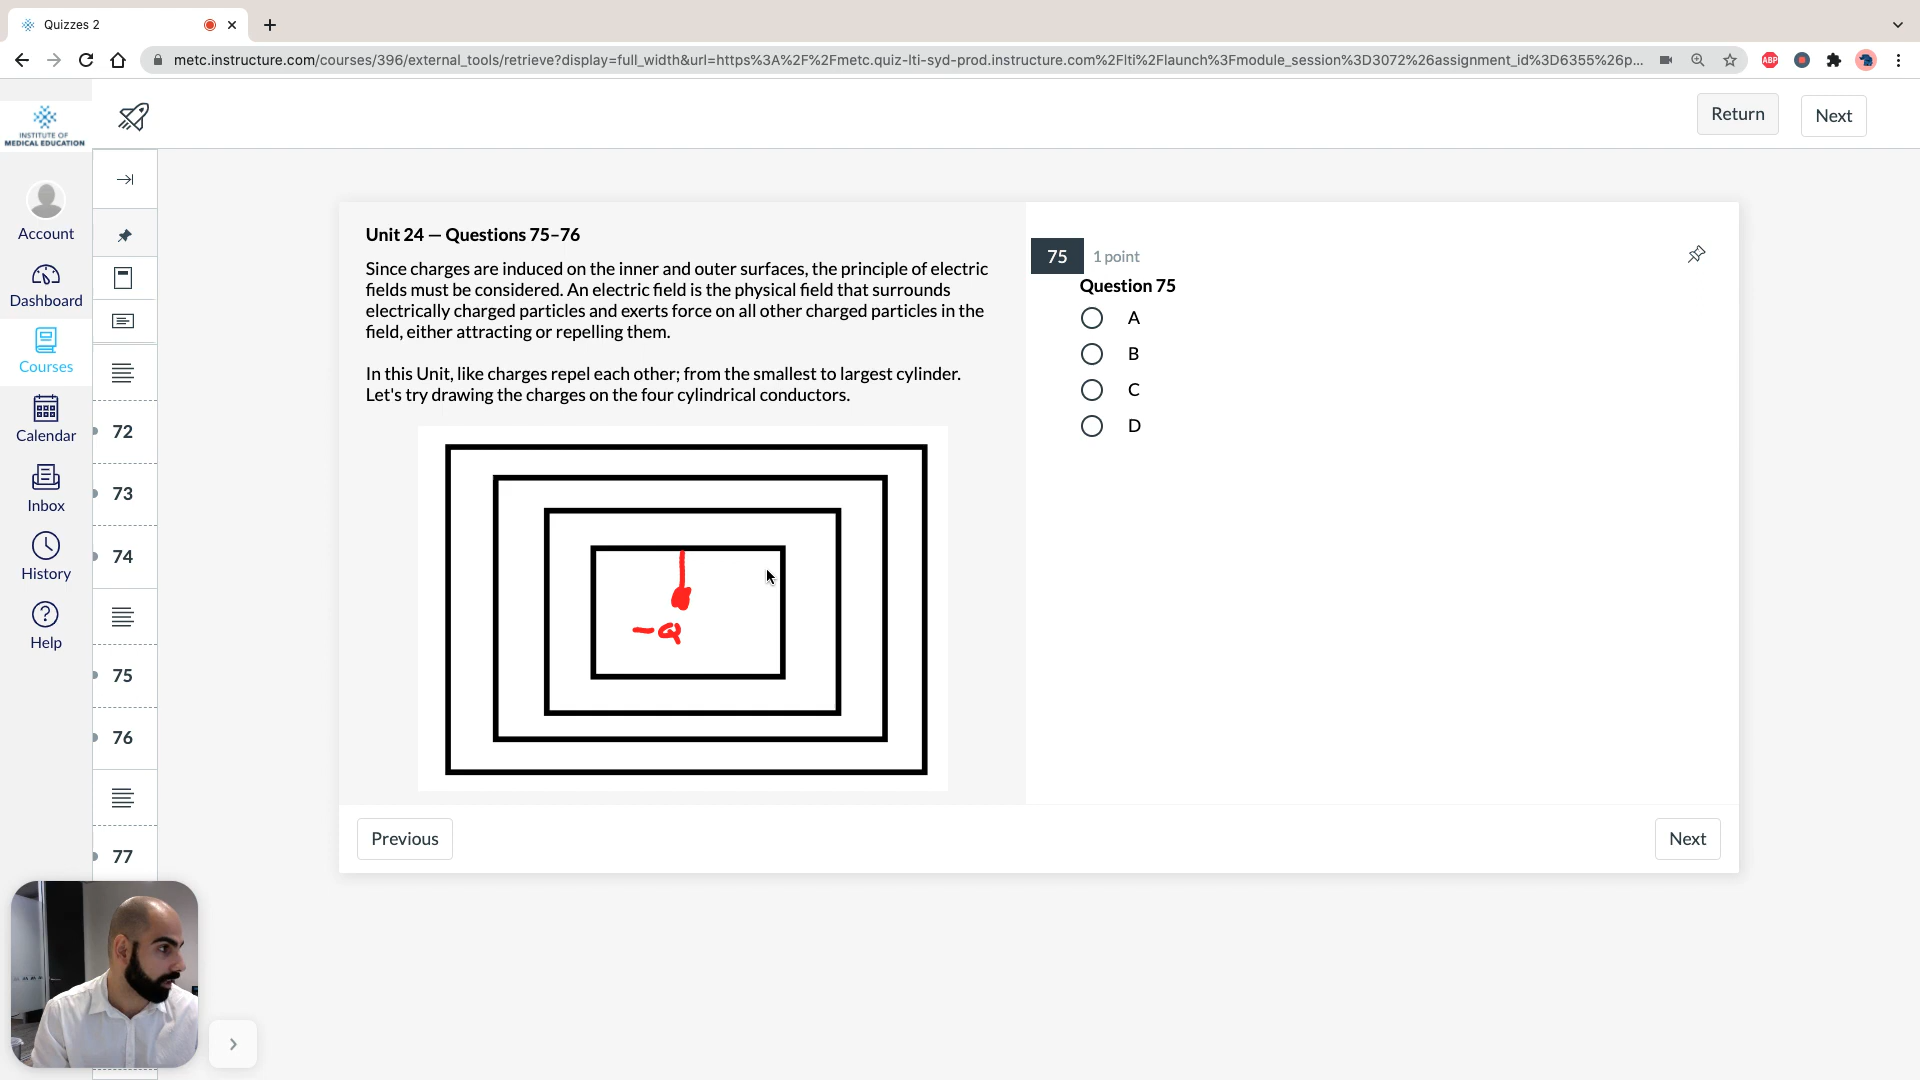 Quizzes 2
metc.instructure.com/courses/396/external_tools/retrieve?display=full_width&url=https%3A%2F%2Fmetc.quiz-lti-syd-prod.instructure.com%2Flti%2Flaunch%3Fmodule_session%3D3072%26assignment_id%3D6355%26p...
ABP
INSTITUTE OF
MEDICAL EDUCATION
Return
Next
Account
Dashboard
Courses
Calendar
Inbox
History
Help
72
73
74
75
76
77
Unit 24 — Questions 75–76
Since charges are induced on the inner and outer surfaces, the principle of electric
fields must be considered. An electric field is the physical field that surrounds
electrically charged particles and exerts force on all other charged particles in the
field, either attracting or repelling them.
In this Unit, like charges repel each other; from the smallest to largest cylinder.
Let's try drawing the charges on the four cylindrical conductors.
-Q
75
1 point
Question 75
A
B
C
D
Previous
Next